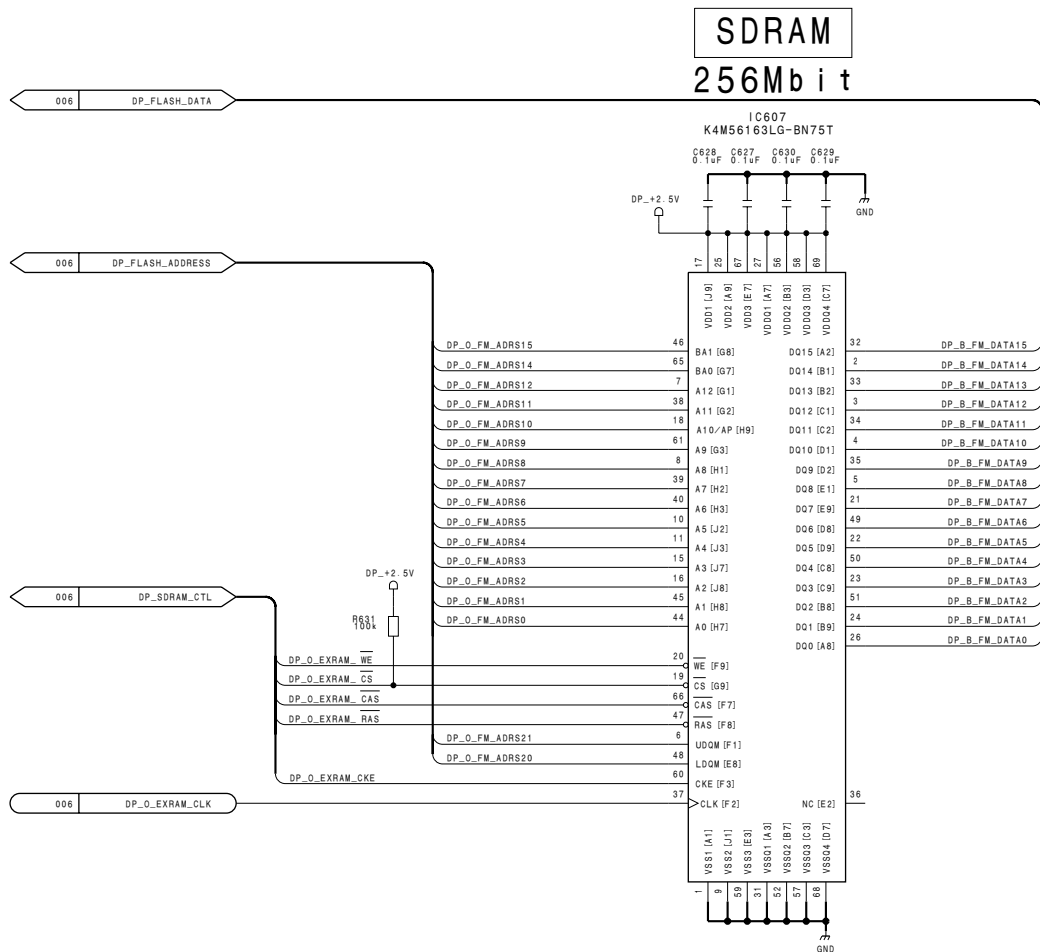 SDRAM
256Mbit
006 DP_FLASH_DATA
IC607
K4M56163LG-BN75T
C628 C627 C630 C629
0.1uF 0.1uF 0.1uF 0.1uF
DP_+2.5V
GND
006 DP_FLASH_ADDRESS
17 25 67 27 56 58 69
VDD1 [J9] VDD2 [A9] VDD3 [E7] VDDQ1 [A7] VDDQ2 [B3] VDDQ3 [D3] VDDQ4 [C7]
DP_O_FM_ADRS15 46 BA1 [G8] DQ15 [A2] 32 DP_B_FM_DATA15
DP_O_FM_ADRS14 65 BA0 [G7] DQ14 [B1] 2 DP_B_FM_DATA14
DP_O_FM_ADRS12 7 A12 [G1] DQ13 [B2] 33 DP_B_FM_DATA13
DP_O_FM_ADRS11 38 A11 [G2] DQ12 [C1] 3 DP_B_FM_DATA12
DP_O_FM_ADRS10 18 A10/AP [H9] DQ11 [C2] 34 DP_B_FM_DATA11
DP_O_FM_ADRS9 61 A9 [G3] DQ10 [D1] 4 DP_B_FM_DATA10
DP_O_FM_ADRS8 8 A8 [H1] DQ9 [D2] 35 DP_B_FM_DATA9
DP_O_FM_ADRS7 39 A7 [H2] DQ8 [E1] 5 DP_B_FM_DATA8
DP_O_FM_ADRS6 40 A6 [H3] DQ7 [E9] 21 DP_B_FM_DATA7
DP_O_FM_ADRS5 10 A5 [J2] DQ6 [D8] 49 DP_B_FM_DATA6
DP_O_FM_ADRS4 11 A4 [J3] DQ5 [D9] 22 DP_B_FM_DATA5
DP_O_FM_ADRS3 15 A3 [J7] DQ4 [C8] 50 DP_B_FM_DATA4
DP_O_FM_ADRS2 16 A2 [J8] DQ3 [C9] 23 DP_B_FM_DATA3
DP_O_FM_ADRS1 45 A1 [H8] DQ2 [B8] 51 DP_B_FM_DATA2
DP_O_FM_ADRS0 44 A0 [H7] DQ1 [B9] 24 DP_B_FM_DATA1
DQ0 [A8] 26 DP_B_FM_DATA0
DP_+2.5V
006 DP_SDRAM_CTL
R631
100k
DP_O_EXRAM_WE 20 WE [F9]
DP_O_EXRAM_CS 19 CS [G9]
DP_O_EXRAM_CAS 66 CAS [F7]
DP_O_EXRAM_RAS 47 RAS [F8]
DP_O_FM_ADRS21 6 UDQM [F1]
DP_O_FM_ADRS20 48 LDQM [E8]
DP_O_EXRAM_CKE 60 CKE [F3]
006 DP_O_EXRAM_CLK 37 CLK [F2] NC [E2] 36
VSS1 [A1] VSS2 [J1] VSS3 [E3] VSSQ1 [A3] VSSQ2 [B7] VSSQ3 [C3] VSSQ4 [D7]
1 9 59 31 52 57 68
GND